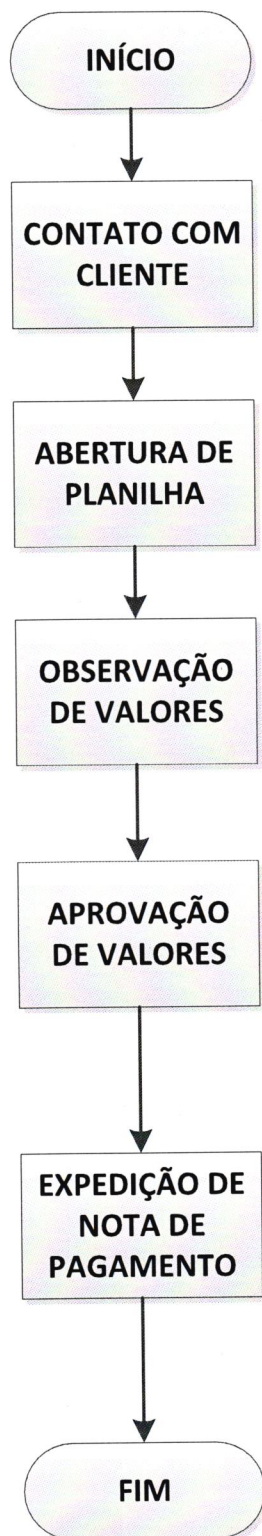 INÍCIO
CONTATO COM
CLIENTE
ABERTURA DE
PLANILHA
OBSERVAÇÃO
DE VALORES
APROVAÇÃO
DE VALORES
EXPEDIÇÃO DE
NOTA DE
PAGAMENTO
FIM